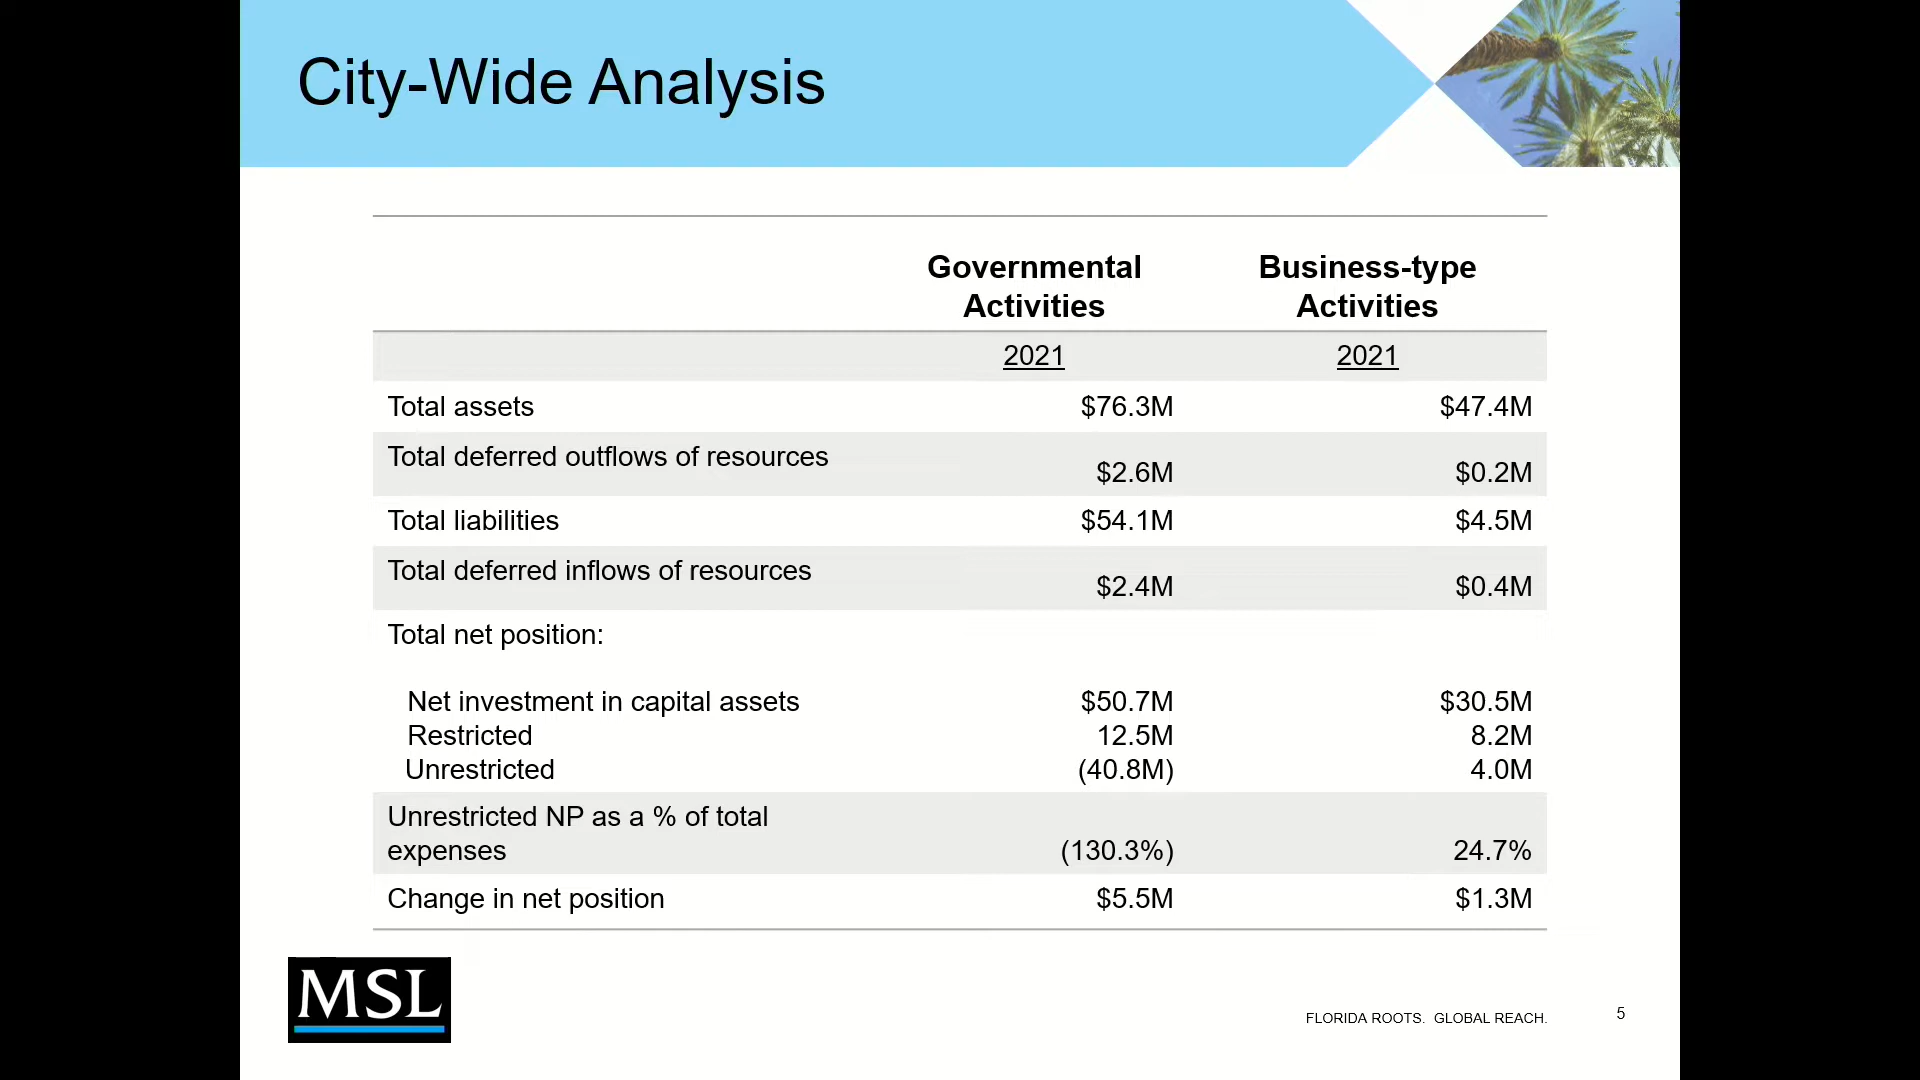 City-Wide Analysis
Governmental Activities Business-type Activities
2021 2021
Total assets $76.3M $47.4M
Total deferred outflows of resources $2.6M $0.2M
Total liabilities $54.1M $4.5M
Total deferred inflows of resources $2.4M $0.4M
Total net position:
Net investment in capital assets $50.7M $30.5M
Restricted 12.5M 8.2M
Unrestricted (40.8M) 4.0M
Unrestricted NP as a % of total
expenses (130.3%) 24.7%
Change in net position $5.5M $1.3M
MSL
FLORIDA ROOTS. GLOBAL REACH. 5